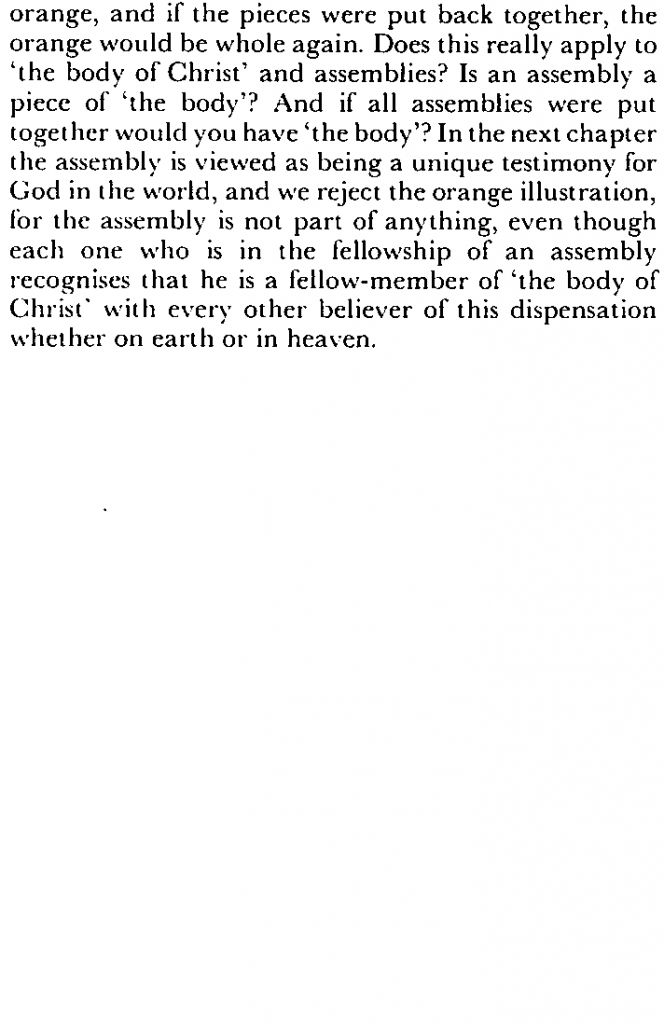 orange, and if the pieces were put back together, the
orange would be whole again. Does this really apply to
‘the body of Christ’ and assemblies? Is an assembly a
piece of ‘the body’? And if all assemblies were put
together would you have ‘the body’? In the next chapter
the assembly is viewed as being a unique testimony for
God in the world, and we reject the orange illustration,
for the assembly is not part of anything, even though
each one who is in the fellowship of an assembly
recognises that he is a fellow-member of ‘the body of
Christ’ with every other believer of this dispensation
whether on earth or in heaven.